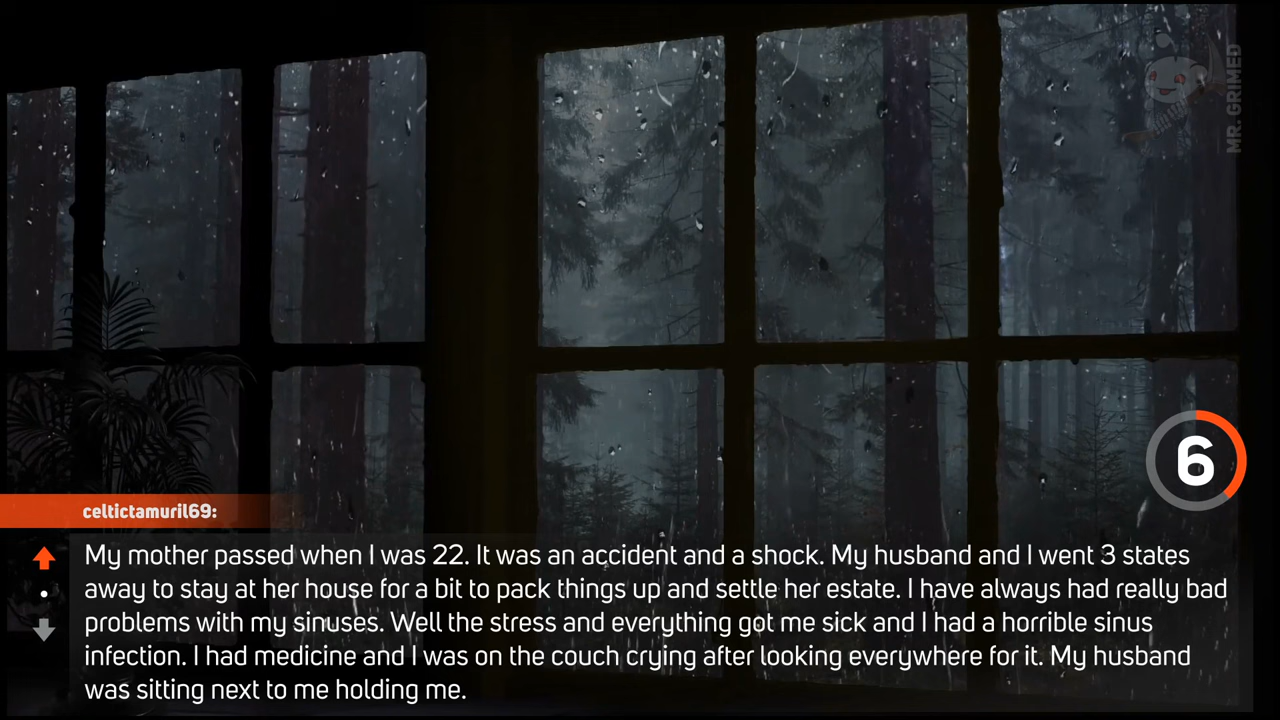 MR. GRIMED
6
celtictamuril69:
My mother passed when I was 22. It was an accident and a shock. My husband and I went 3 states
away to stay at her house for a bit to pack things up and settle her estate. I have always had really bad
problems with my sinuses. Well the stress and everything got me sick and I had a horrible sinus
infection. I had medicine and I was on the couch crying after looking everywhere for it. My husband
was sitting next to me holding me.